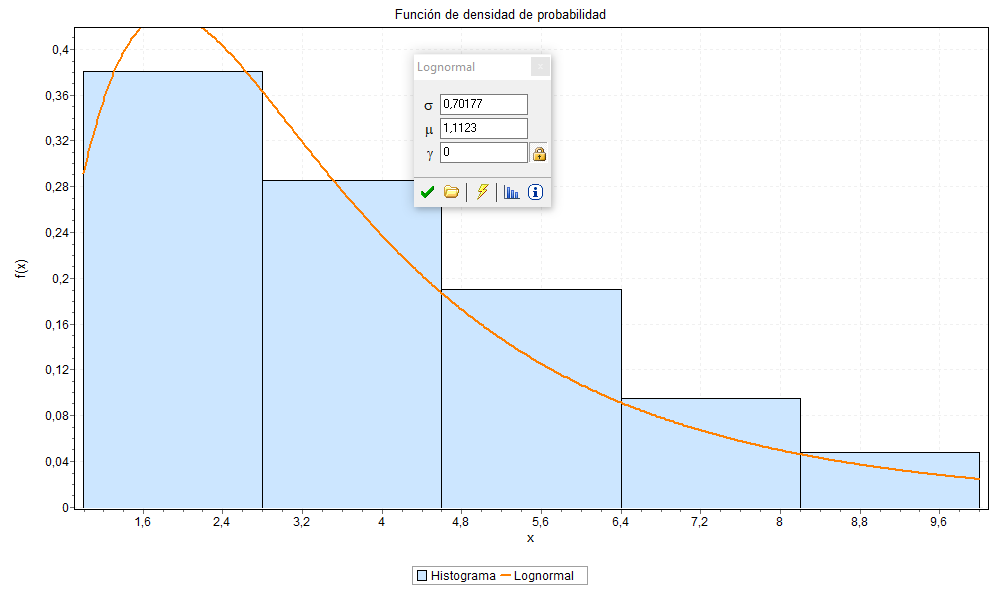 Función de densidad de probabilidad
Lognormal
σ 0,70177
μ 1,1123
γ 0
f(x)
0,4
0,36
0,32
0,28
0,24
0,2
0,16
0,12
0,08
0,04
0
1,6 2,4 3,2 4 4,8 5,6 6,4 7,2 8 8,8 9,6
x
Histograma Lognormal